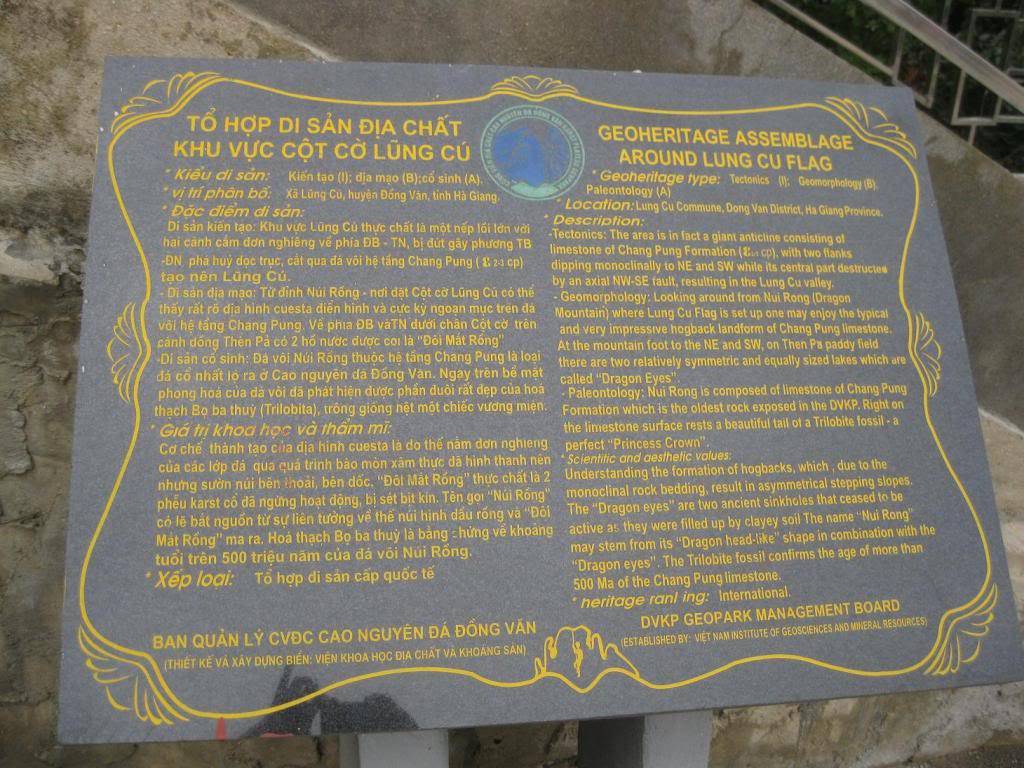 TỔ HỢP DI SẢN ĐỊA CHẤT
KHU VỰC CỘT CỜ LŨNG CÚ
* Kiểu di sản: Kiến tạo (I); địa mạo (B);cổ sinh (A).
* vị trí phân bố: Xã Lũng Cú, huyện Đồng Văn, tỉnh Hà Giang.
* Đặc điểm di sản:
Di sản kiến tạo: Khu vực Lũng Cú thực chất là một nếp lồi lớn với
hai cánh cắm đơn nghiêng về phía ĐB - TN, bị đứt gãy phương TB
-ĐN phá huỷ dọc trục, cắt qua đá vôi hệ tầng Chang Pung ( Ɛ 2-3 cp)
tạo nên Lũng Cú.
- Di sản địa mạo: Từ đỉnh Núi Rồng - nơi đặt Cột cờ Lũng Cú có thể
thấy rất rõ địa hình cuesta điển hình và cực kỳ ngoạn mục trên đá
vôi hệ tầng Chang Pung. Về phía ĐB vàTN dưới chân Cột cờ trên
cánh đồng Thèn Pả có 2 hồ nước được coi là "Đôi Mắt Rồng"
-Di sản cổ sinh: Đá vôi Núi Rồng thuộc hệ tầng Chang Pung là loại
đá cổ nhất lộ ra ở Cao nguyên đá Đồng Văn. Ngay trên bề mặt
phong hoá của đá vôi đã phát hiện được phần đuôi rất đẹp của hoá
thạch Bọ ba thuỳ (Trilobita), trông giống hệt một chiếc vương miện.
* Giá trị khoa học và thẩm mĩ:
Cơ chế thành tạo của địa hình cuesta là do thế nằm đơn nghiêng
của các lớp đá qua quá trình bào mòn xâm thực đã hình thanh nên
những sườn núi bên thoải, bên dốc. "Đôi Mắt Rồng" thực chất là 2
phễu karst cổ đã ngừng hoạt động, bị sét bịt kín. Tên gọi "Núi Rồng"
có lẽ bắt nguồn từ sự liên tưởng về thế núi hình đầu rồng và "Đôi
Mắt Rồng" mà ra. Hoá thạch Bọ ba thuỳ là bằng chứng về khoảng
tuổi trên 500 triệu năm của đá vôi Núi Rồng.
* Xếp loại: Tổ hợp di sản cấp quốc tế
BAN QUẢN LÝ CVĐC CAO NGUYÊN ĐÁ ĐỒNG VĂN
(THIẾT KẾ VÀ XÂY DỰNG BIỂN: VIỆN KHOA HỌC ĐỊA CHẤT VÀ KHOÁNG SẢN)
GEOHERITAGE ASSEMBLAGE
AROUND LUNG CU FLAG
* Geoheritage type: Tectonics (I); Geomorphology (B).
Paleontology (A)
* Location: Lung Cu Commune, Dong Van District, Ha Giang Province.
* Description:
-Tectonics: The area is in fact a giant anticline consisting of
limestone of Chang Pung Formation (Ɛ2-3 cp), with two flanks
dipping monoclinally to NE and SW while its central part destructed
by an axial NW-SE fault, resulting in the Lung Cu valley.
- Geomorphology: Looking around from Nui Rong (Dragon
Mountain) where Lung Cu Flag is set up one may enjoy the typical
and very impressive hogback landform of Chang Pung limestone.
At the mountain foot to the NE and SW, on Then Pa paddy field
there are two relatively symmetric and equally sized lakes which are
called "Dragon Eyes".
- Paleontology: Nui Rong is composed of limestone of Chang Pung
Formation which is the oldest rock exposed in the DVKP. Right on
the limestone surface rests a beautiful tail of a Trilobite fossil - a
perfect "Princess Crown".
* Scientific and aesthetic values:
Understanding the formation of hogbacks, which , due to the
monoclinal rock bedding, result in asymmetrical stepping slopes.
The "Dragon eyes" are two ancient sinkholes that ceased to be
active as they were filled up by clayey soil The name "Nui Rong"
may stem from its "Dragon head-like" shape in combination with the
"Dragon eyes". The Trilobite fossil confirms the age of more than
500 Ma of the Chang Pung limestone.
* heritage ranl ing: International.
DVKP GEOPARK MANAGEMENT BOARD
(ESTABLISHED BY: VIỆT NAM INSTITUTE OF GEOSCIENCES AND MINERAL RESOURCES)